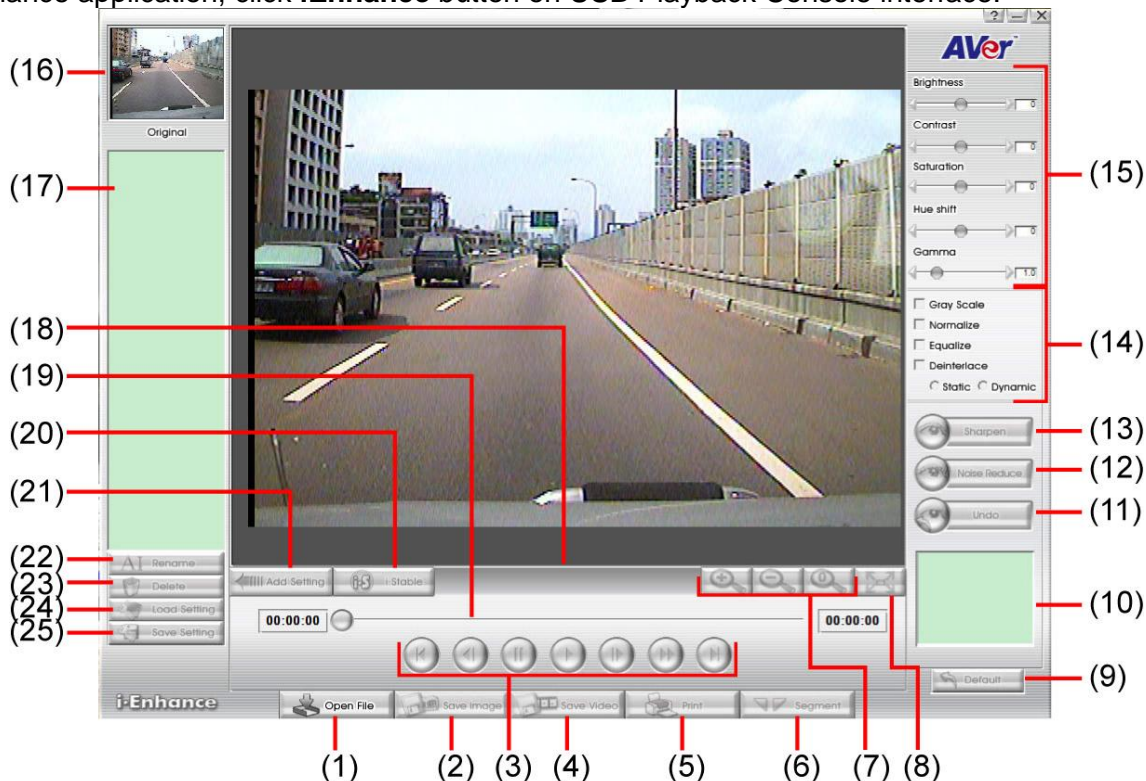 application, click i.Enhance button on Playback Console interface.
? — X
AVer
(16)
Original
(17)
Brightness
0
Contrast
0
Saturation
0
Hue shift
0
Gamma
1.0
(15)
Gray Scale
Normalize
Equalize
Deinterlace
Static Dynamic
(14)
(18)
(19)
(20)
(21)
Sharpen (13)
Noise Reduce (12)
Undo (11)
(22) Rename
(23) Delete
(24) Load Setting
(25) Save Setting
Add Setting
i-Stable
(10)
00:00:00
00:00:00
Default (9)
i-Enhance
Open File
Save Image
Save Video
Print
Segment
(1) (2) (3) (4) (5) (6) (7) (8)